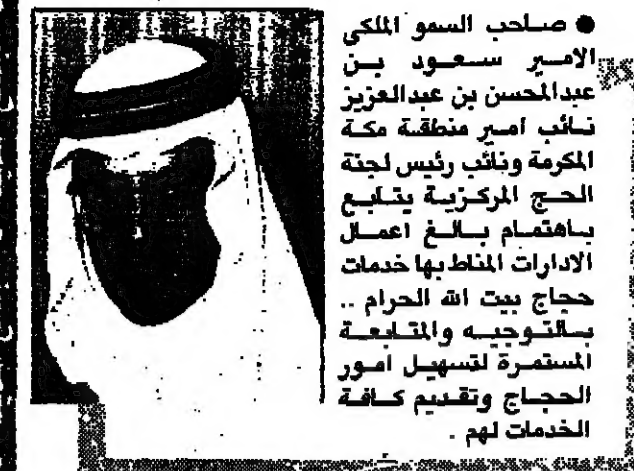 ● صاحب السمو الملكي
الامير سعود بن
عبدالمحسن بن عبدالعزيز
نائب امير منطقة مكة
المكرمة ونائب رئيس لجنة
الحج المركزية يتابع
باهتمام بالغ اعمال
الادارات المناط بها خدمات
حجاج بيت الله الحرام ..
بالتوجيه والمتابعة
المستمرة لتسهيل امور
الحجاج وتقديم كافة
الخدمات لهم .